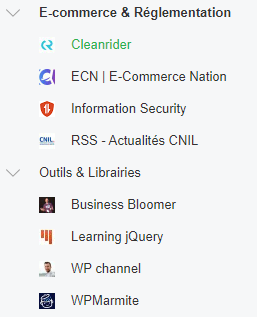 E-commerce & Réglementation
Cleanrider
ECN | E-Commerce Nation
Information Security
CNIL RSS - Actualités CNIL
Outils & Librairies
Business Bloomer
Learning jQuery
WP channel
WPMarmite